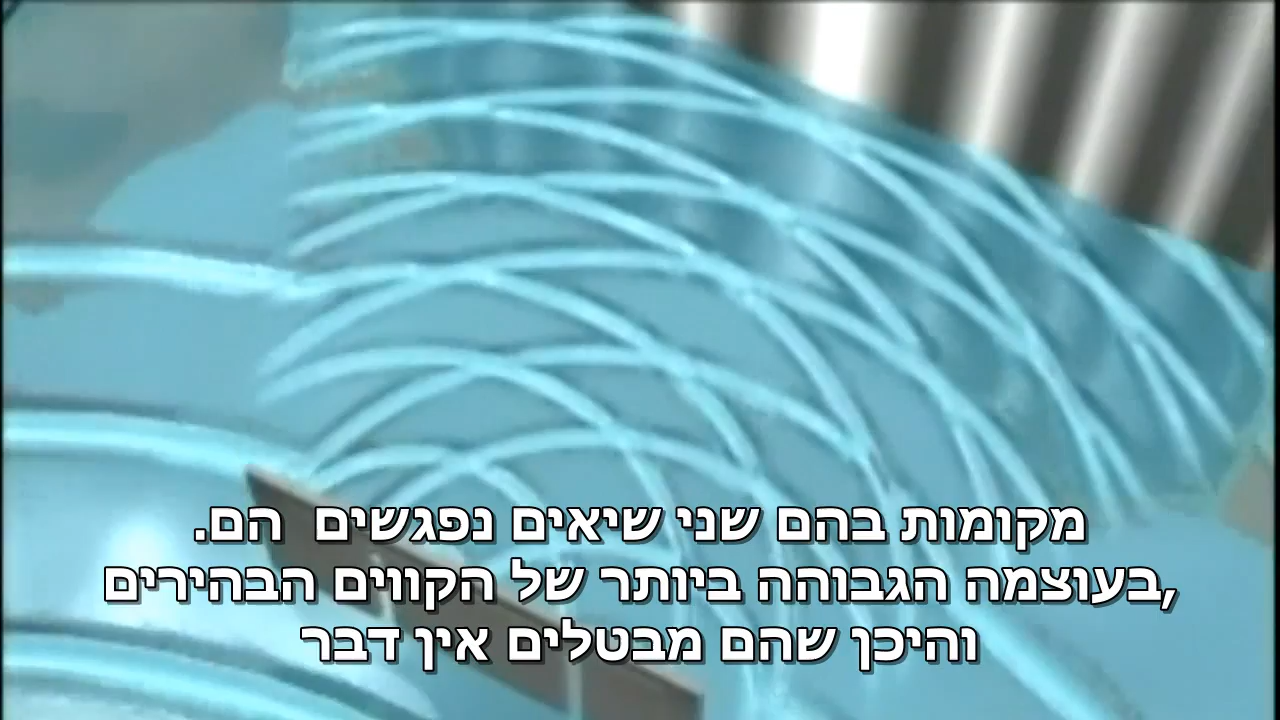 מקומות בהם שני שיאים נפגשים  הם.
,בעוצמה הגבוהה ביותר של הקווים הבהירים
והיכן שהם מבטלים אין דבר